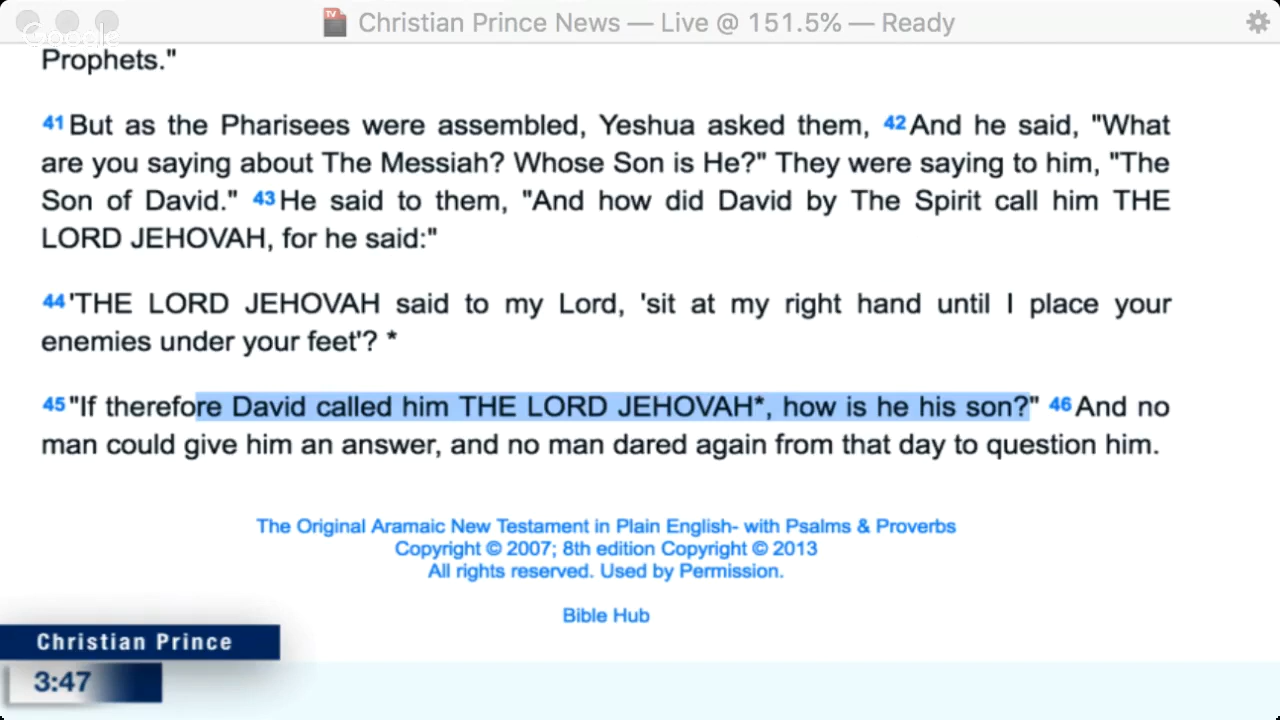 Christian Prince News — Live @ 151.5% — Ready
Google
Prophets."
41 But as the Pharisees were assembled, Yeshua asked them, 42 And he said, "What
are you saying about The Messiah? Whose Son is He?" They were saying to him, "The
Son of David." 43 He said to them, "And how did David by The Spirit call him THE
LORD JEHOVAH, for he said:"
44 'THE LORD JEHOVAH said to my Lord, 'sit at my right hand until I place your
enemies under your feet'? *
45 "If therefore David called him THE LORD JEHOVAH*, how is he his son?" 46 And no
man could give him an answer, and no man dared again from that day to question him.
The Original Aramaic New Testament in Plain English- with Psalms & Proverbs
Copyright © 2007; 8th edition Copyright © 2013
All rights reserved. Used by Permission.
Bible Hub
Christian Prince
3:47